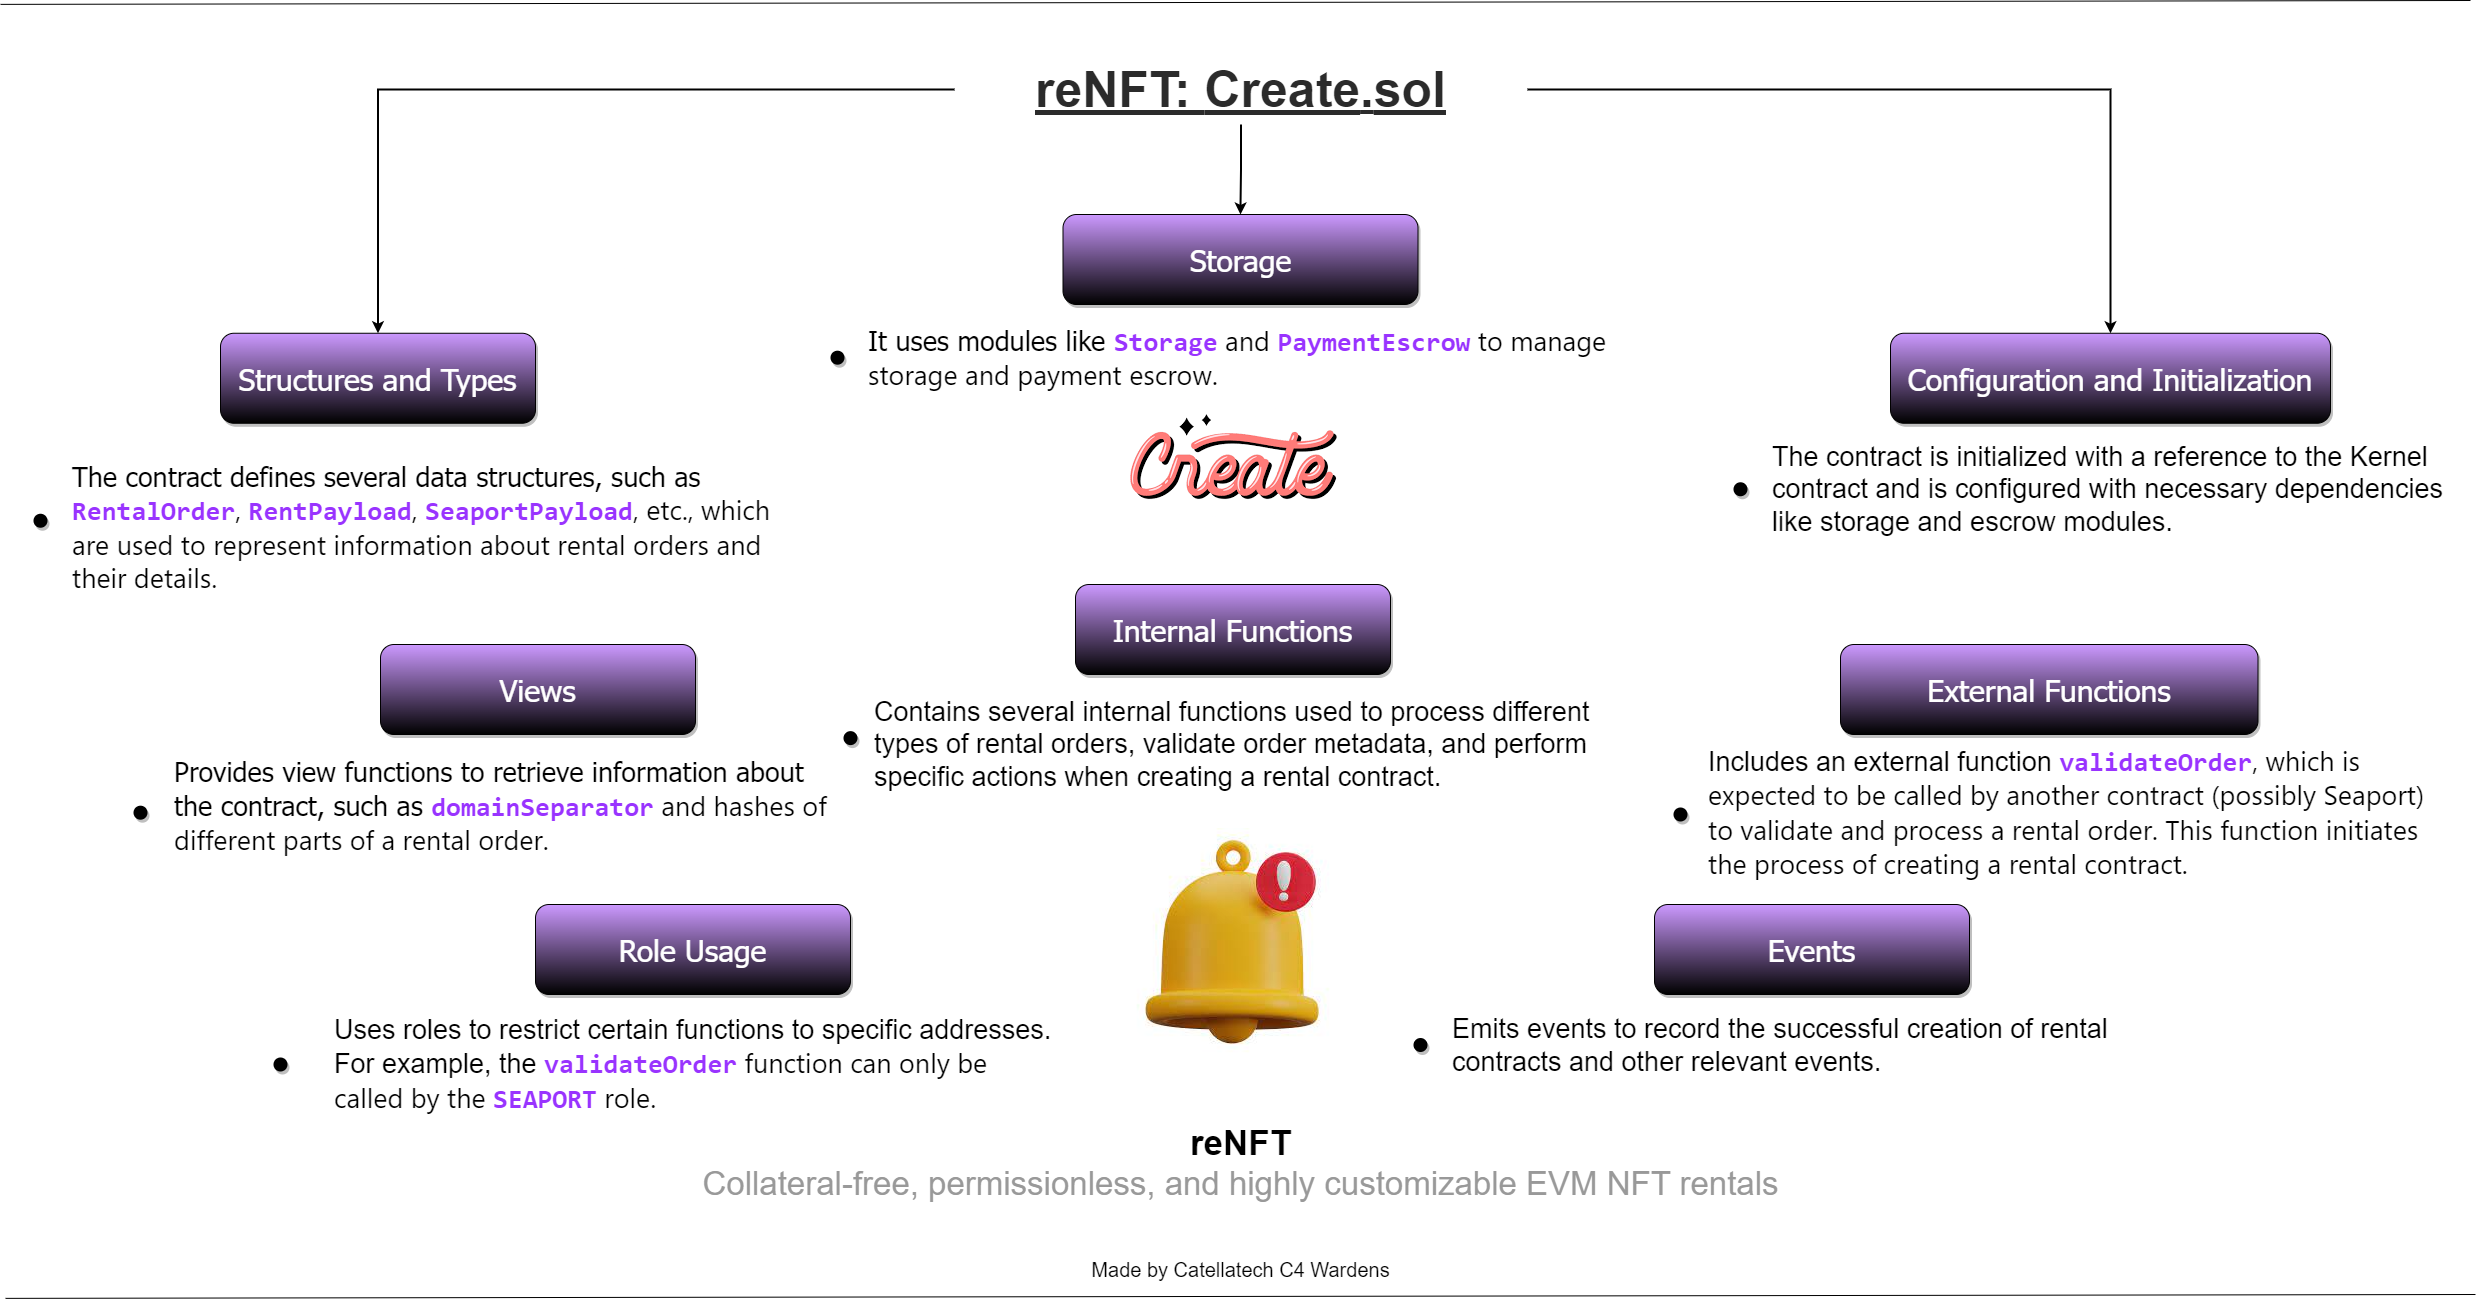 reNFT: Create.sol
Storage
It uses modules like Storage and PaymentEscrow to manage
storage and payment escrow.
Create
Structures and Types
The contract defines several data structures, such as
RentalOrder, RentPayload, SeaportPayload, etc., which
are used to represent information about rental orders and
their details.
Configuration and Initialization
The contract is initialized with a reference to the Kernel
contract and is configured with necessary dependencies
like storage and escrow modules.
Views
Provides view functions to retrieve information about
the contract, such as domainSeparator and hashes of
different parts of a rental order.
Internal Functions
Contains several internal functions used to process different
types of rental orders, validate order metadata, and perform
specific actions when creating a rental contract.
External Functions
Includes an external function validateOrder, which is
expected to be called by another contract (possibly Seaport)
to validate and process a rental order. This function initiates
the process of creating a rental contract.
Role Usage
Uses roles to restrict certain functions to specific addresses.
For example, the validateOrder function can only be
called by the SEAPORT role.
Events
Emits events to record the successful creation of rental
contracts and other relevant events.
reNFT
Collateral-free, permissionless, and highly customizable EVM NFT rentals
Made by Catellatech C4 Wardens